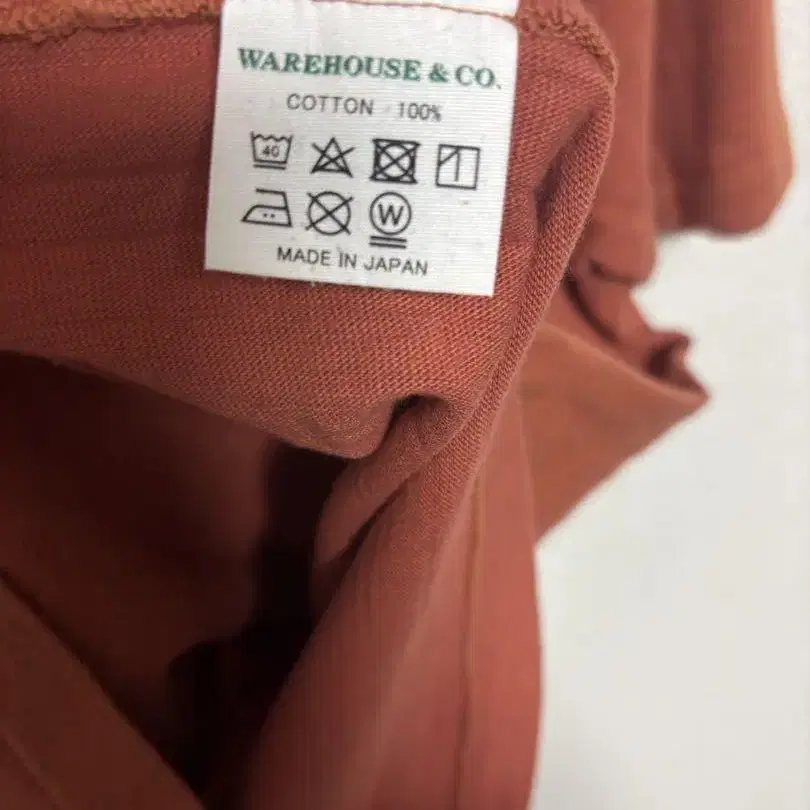 WAREHOUSE & CO.
COTTON 100%
40
W
MADE IN JAPAN